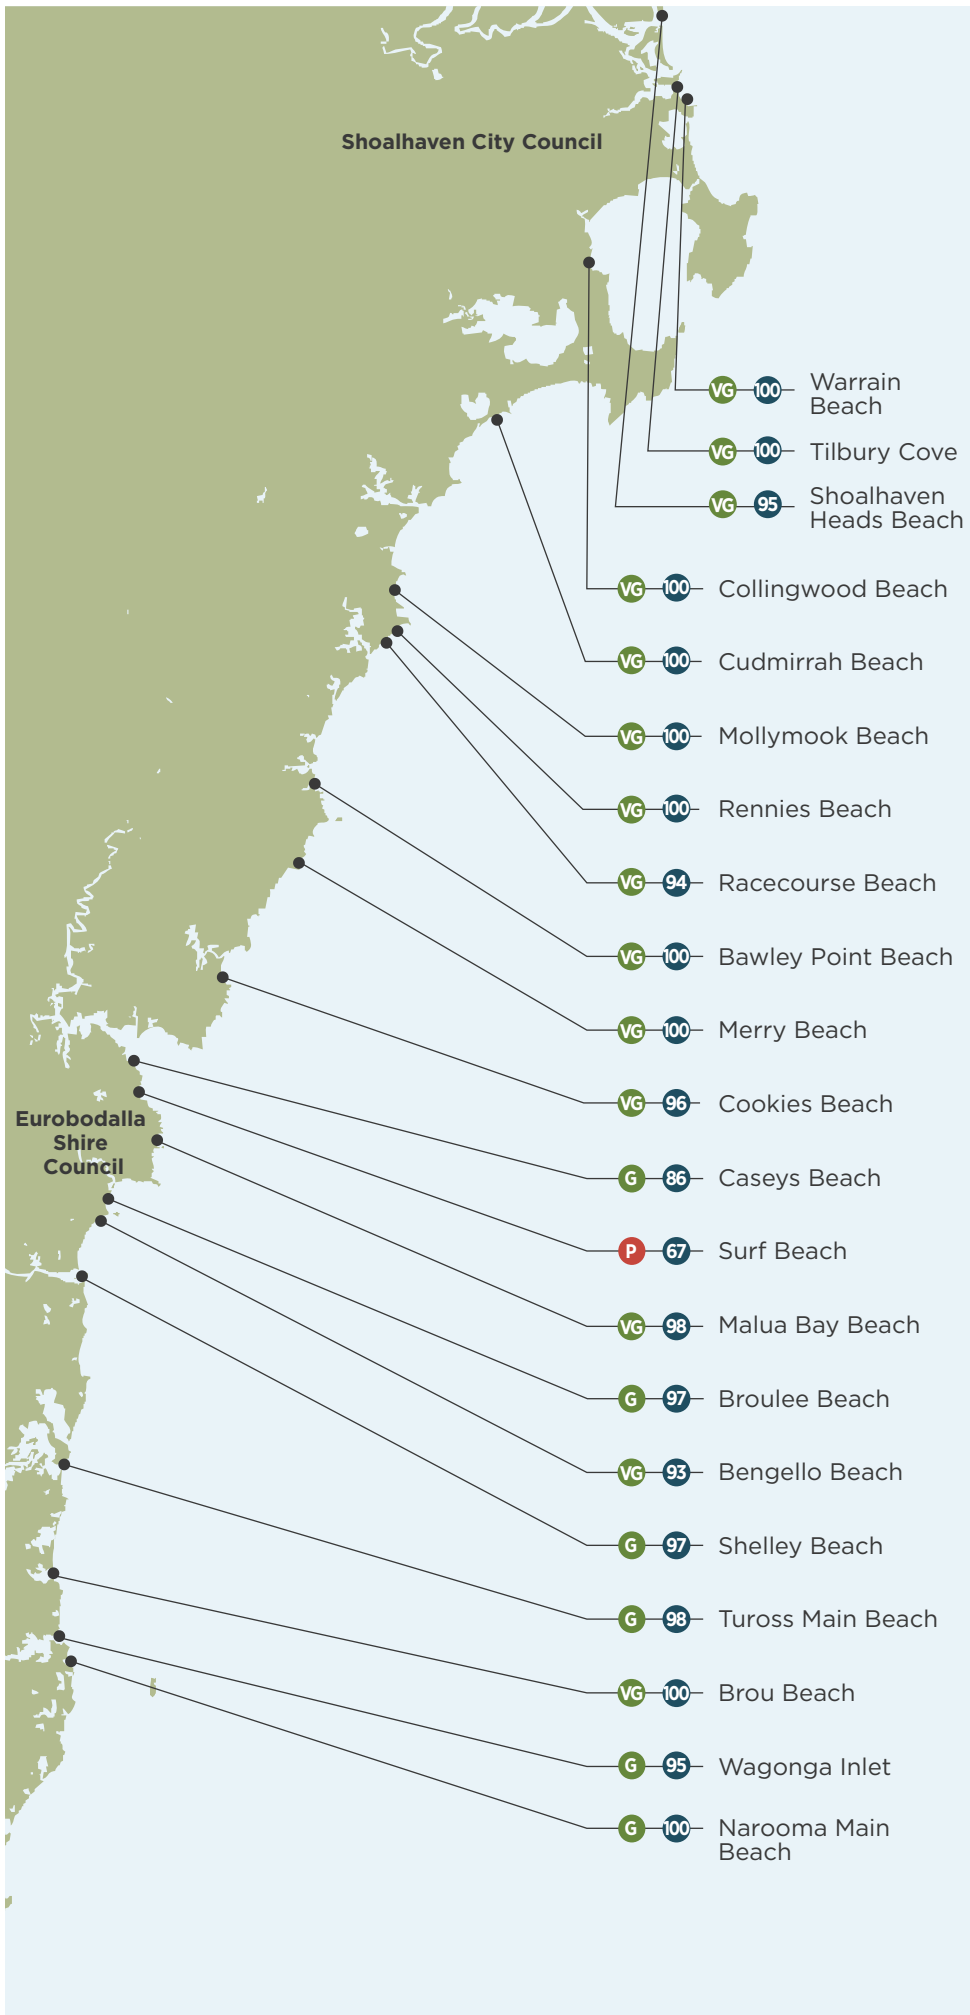 Shoalhaven City Council
VG 100 Warrain
Beach
VG 100 Tilbury Cove
VG 95 Shoalhaven
Heads Beach
VG 100 Collingwood Beach
VG 100 Cudmirrah Beach
VG 100 Mollymook Beach
VG 100 Rennies Beach
VG 94 Racecourse Beach
VG 100 Bawley Point Beach
VG 100 Merry Beach
VG 96 Cookies Beach
Eurobodalla
Shire
Council
G 86 Caseys Beach
P 67 Surf Beach
VG 98 Malua Bay Beach
G 97 Broulee Beach
VG 93 Bengello Beach
G 97 Shelley Beach
G 98 Tuross Main Beach
VG 100 Brou Beach
G 95 Wagonga Inlet
G 100 Narooma Main
Beach